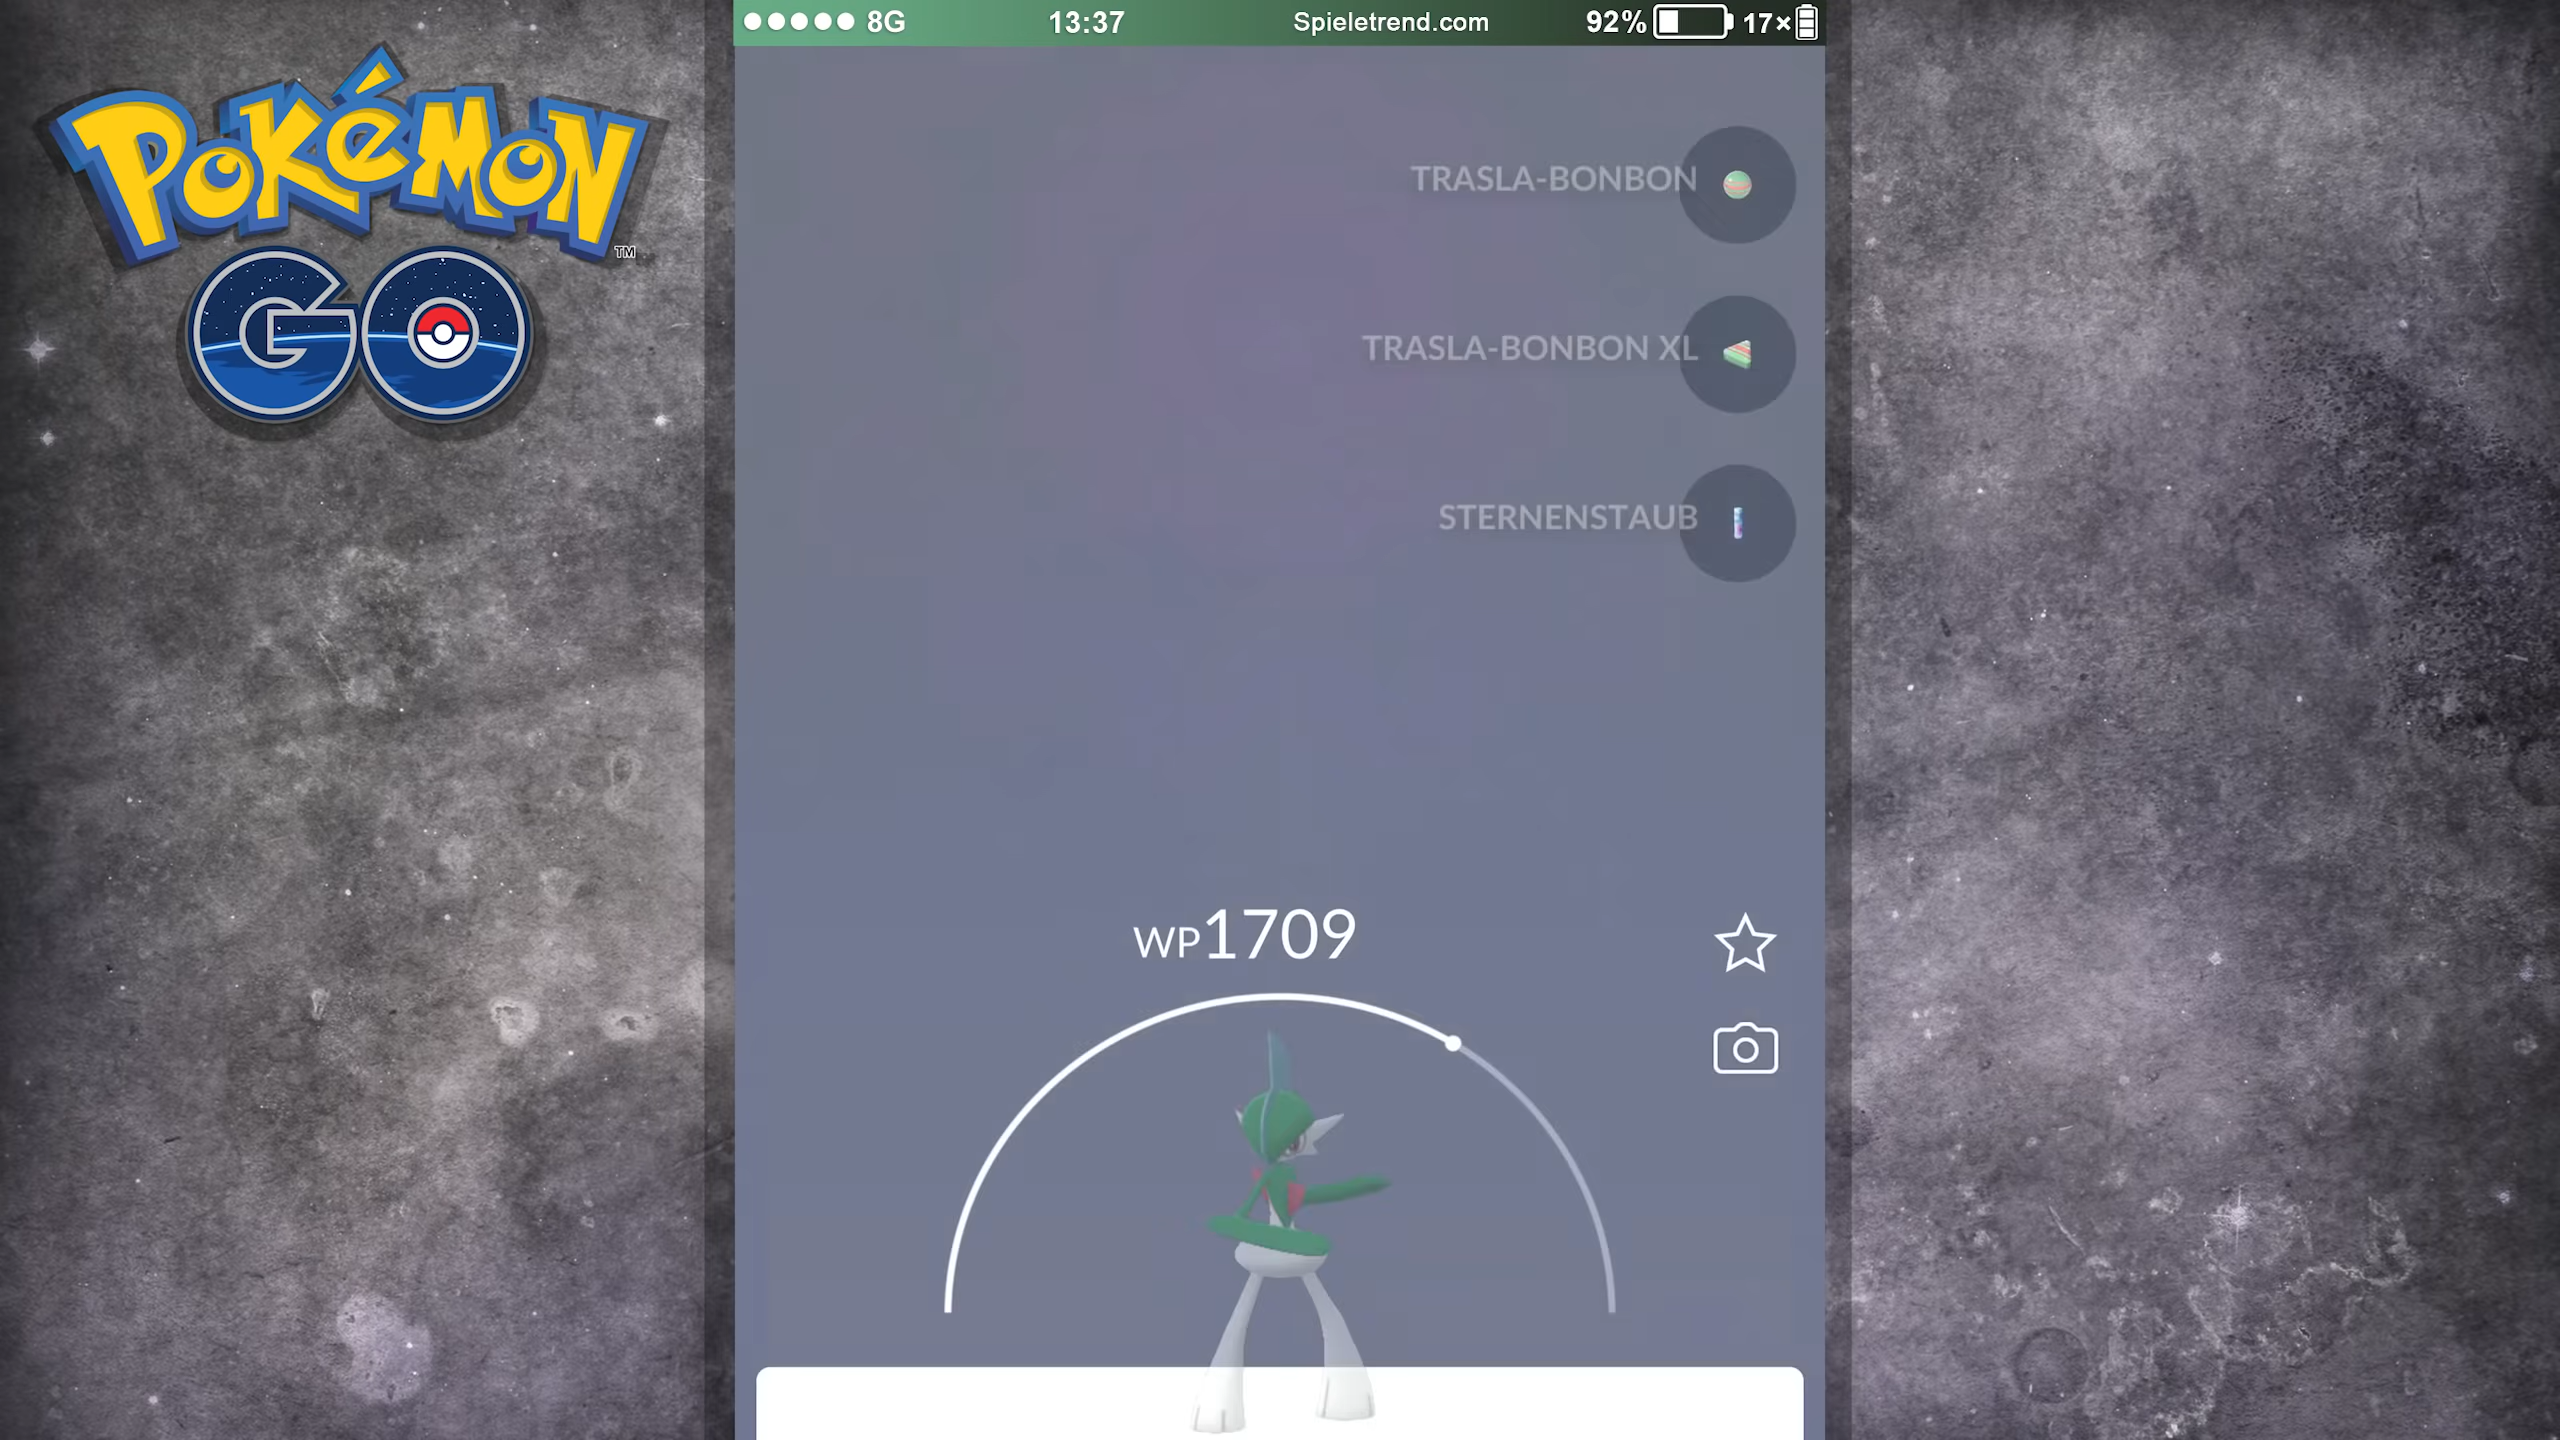 POKÉMON
GO
TM
8G 13:37 Spieletrend.com 92% 17×
TRASLA-BONBON
TRASLA-BONBON XL
STERNENSTAUB
WP1709